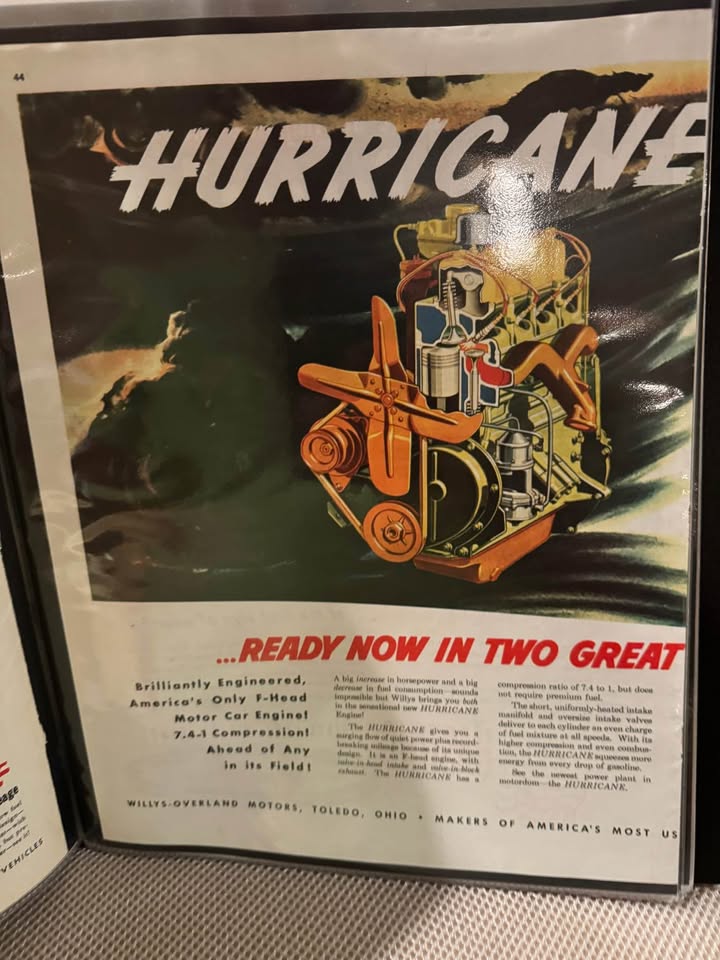 44
HURRICANE
...READY NOW IN TWO GREAT
Brilliantly Engineered,
America's Only F-Head
Motor Car Engine!
7.4-1 Compression!
Ahead of Any
in its Field!
A big increase in horsepower and a big
decrease in fuel consumption—sounds
impossible but Willys brings you both
in the sensational new HURRICANE
Engine!
The HURRICANE gives you a
surging flow of quiet power plus record-
breaking mileage because of its unique
design. It is an F-head engine, with
valve-in-head intake and valve-in-block
exhaust. The HURRICANE has a
compression ratio of 7.4 to 1, but does
not require premium fuel.
The short, uniformly-heated intake
manifold and oversize intake valves
deliver to each cylinder an even charge
of fuel mixture at all speeds. With its
higher compression and even combus-
tion, the HURRICANE squeezes more
energy from every drop of gasoline.
See the newest power plant in
motordom—the HURRICANE.
WILLYS-OVERLAND MOTORS, TOLEDO, OHIO • MAKERS OF AMERICA'S MOST US
VEHICLES